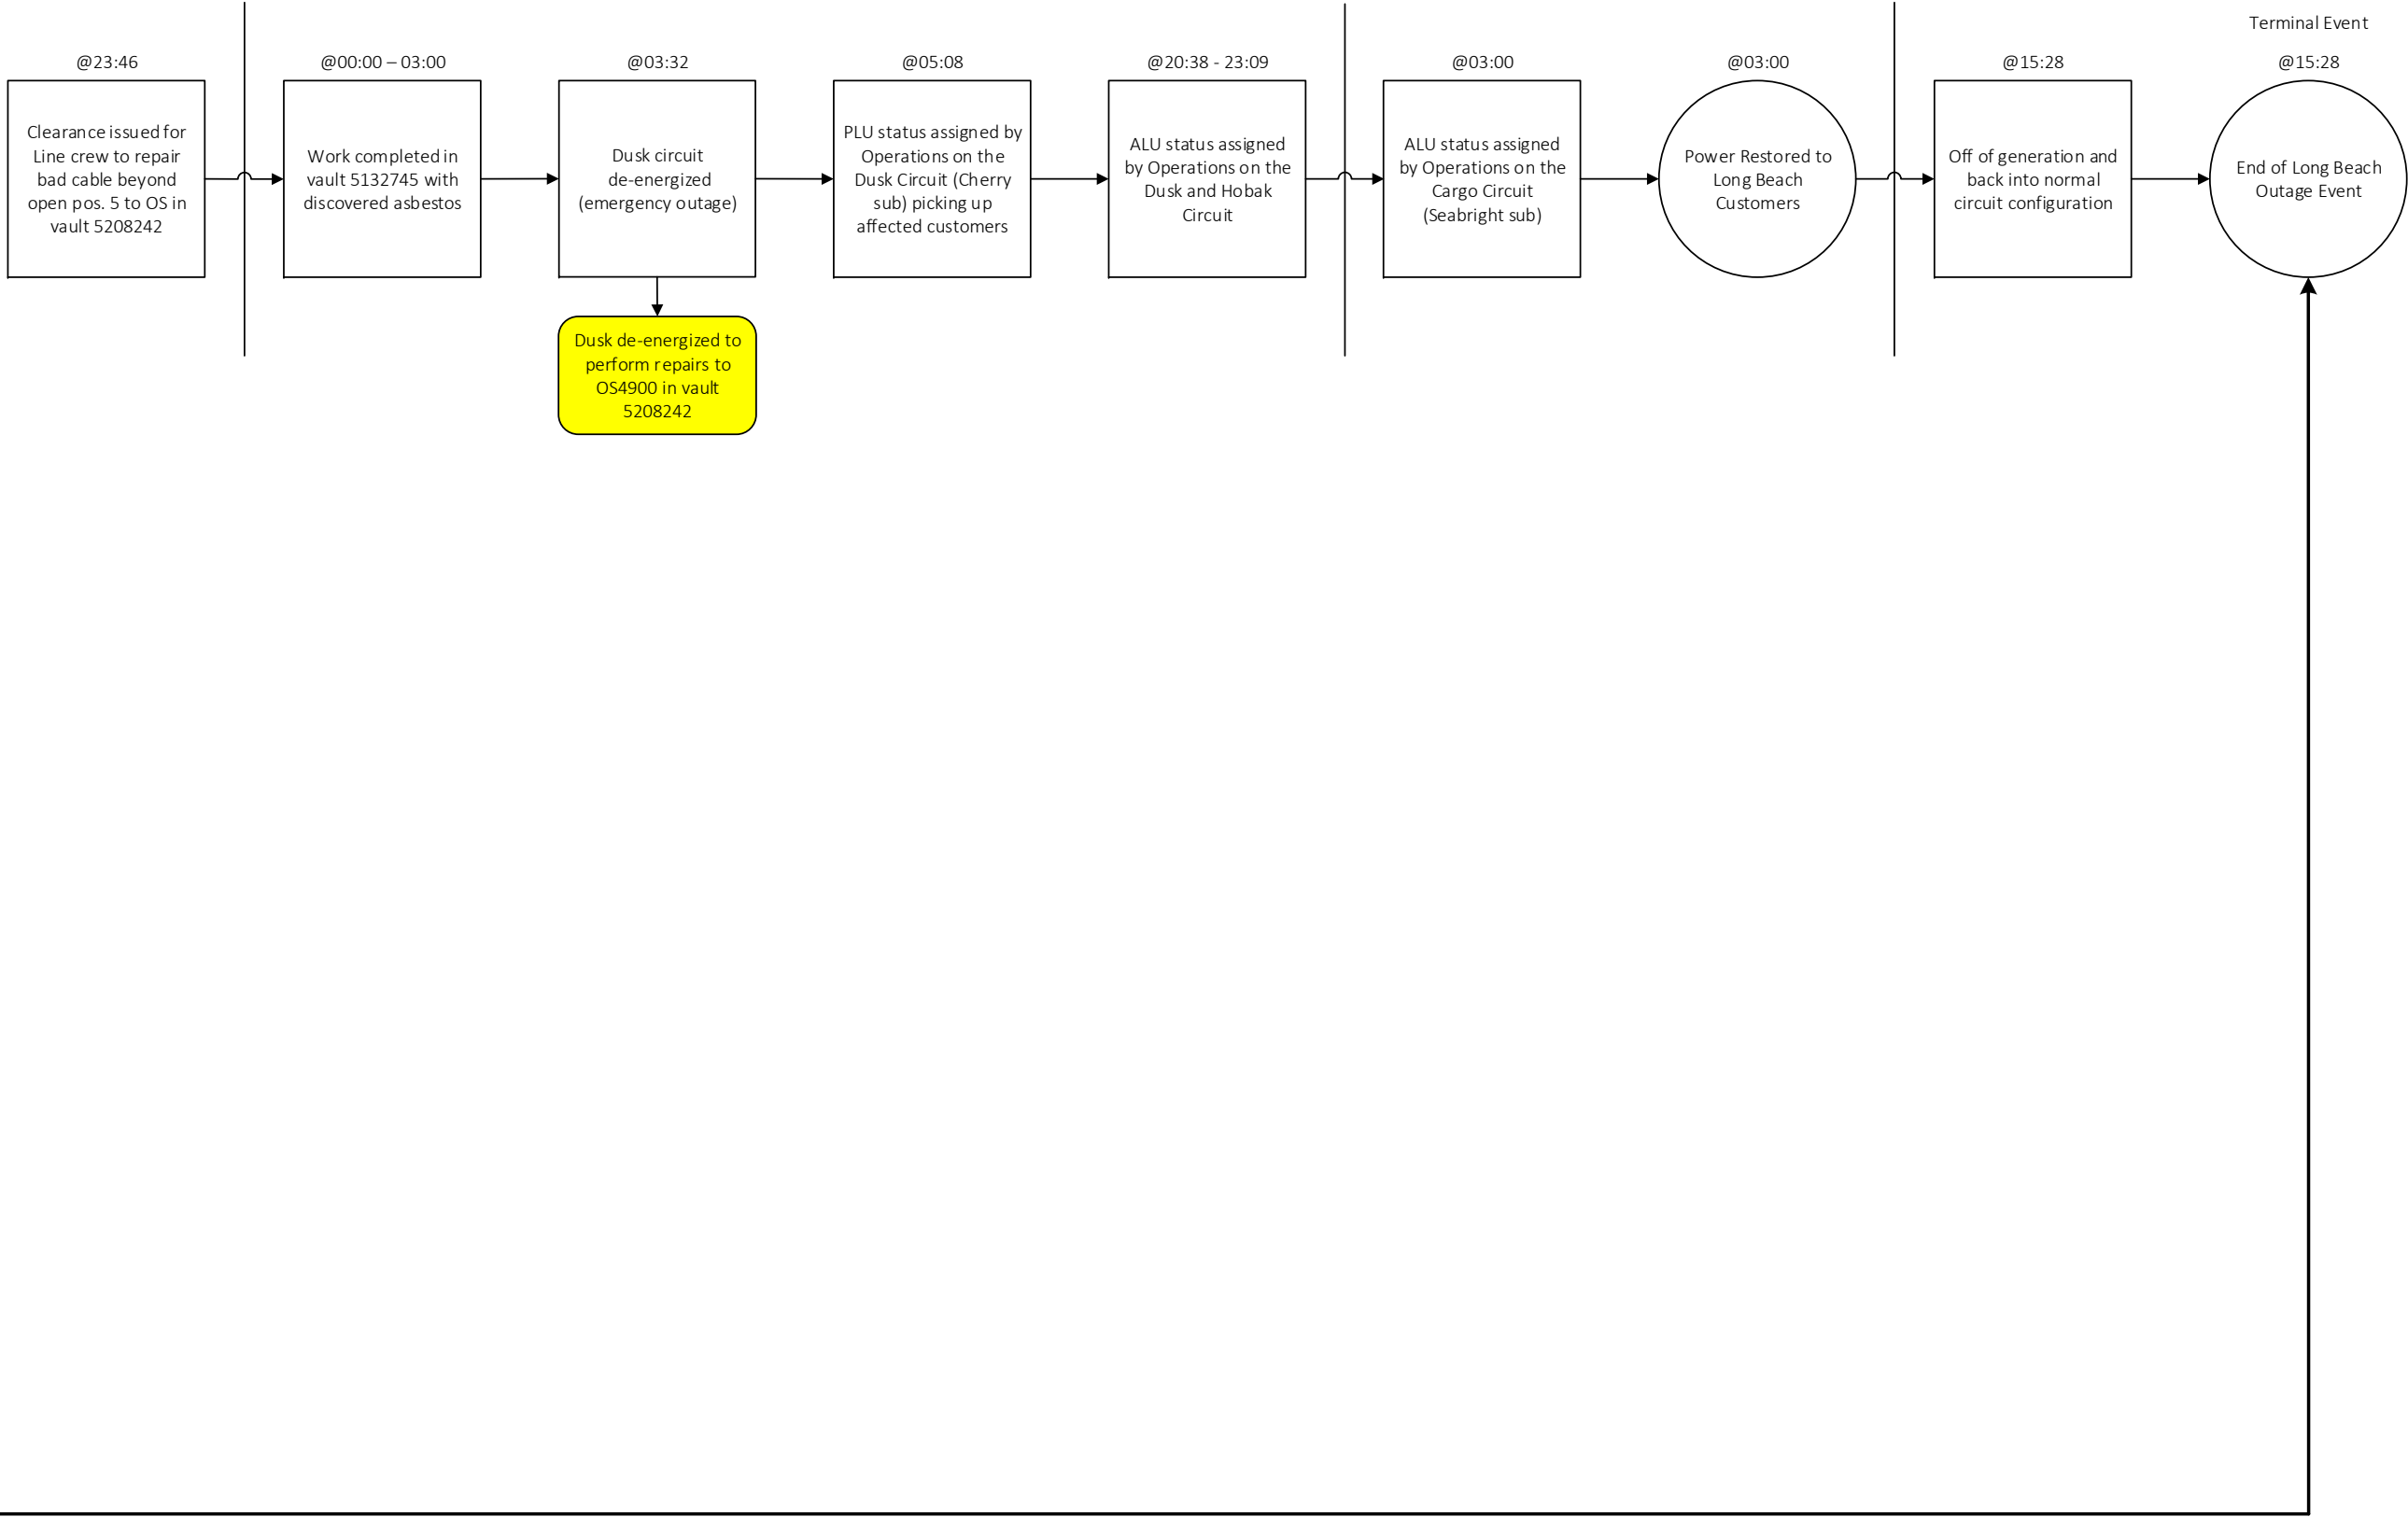 @23:46
Clearance issued for
Line crew to repair
bad cable beyond
open pos. 5 to OS in
vault 5208242
@00:00 – 03:00
Work completed in
vault 5132745 with
discovered asbestos
@03:32
Dusk circuit
de-energized
(emergency outage)
Dusk de-energized to
perform repairs to
OS4900 in vault
5208242
@05:08
PLU status assigned by
Operations on the
Dusk Circuit (Cherry
sub) picking up
affected customers
@20:38 - 23:09
ALU status assigned
by Operations on the
Dusk and Hobak
Circuit
@03:00
ALU status assigned
by Operations on the
Cargo Circuit
(Seabright sub)
@03:00
Power Restored to
Long Beach
Customers
@15:28
Off of generation and
back into normal
circuit configuration
Terminal Event
@15:28
End of Long Beach
Outage Event